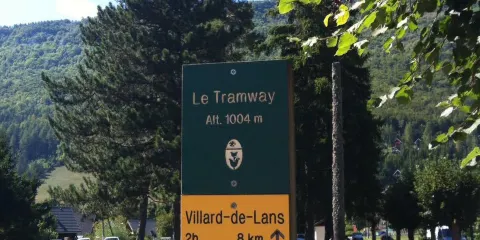 Le Tramway
Alt. 1004 m
Villard-de-Lans
2h 8 km